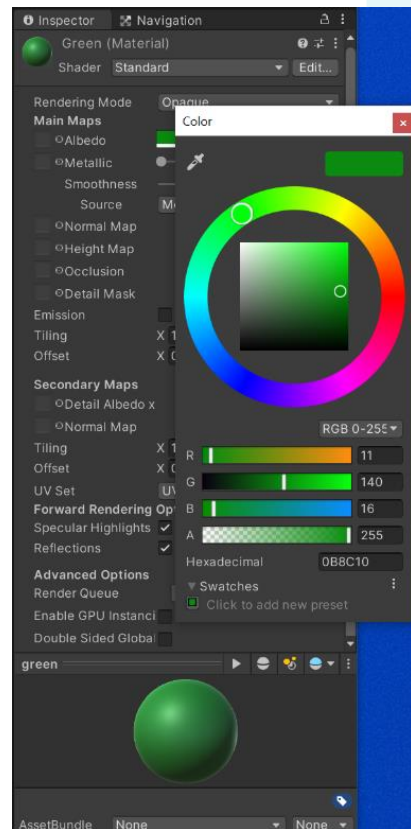 Inspector Navigation
Green (Material)
Shader Standard Edit...
Rendering Mode Opaque
Main Maps
Albedo
Metallic
Smoothness
Source
Normal Map
Height Map
Occlusion
Detail Mask
Emission
Tiling X
Offset X
Secondary Maps
Detail Albedo x
Normal Map
Tiling X
Offset X
UV Set
Forward Rendering
Specular Highlights
Reflections
Advanced Options
Render Queue
Enable GPU
Double Sided Global
Color
RGB 0-255
R 11
G 140
B 16
A 255
Hexadecimal 0B8C10
Swatches
Click to add new preset
green
AssetBundle None None